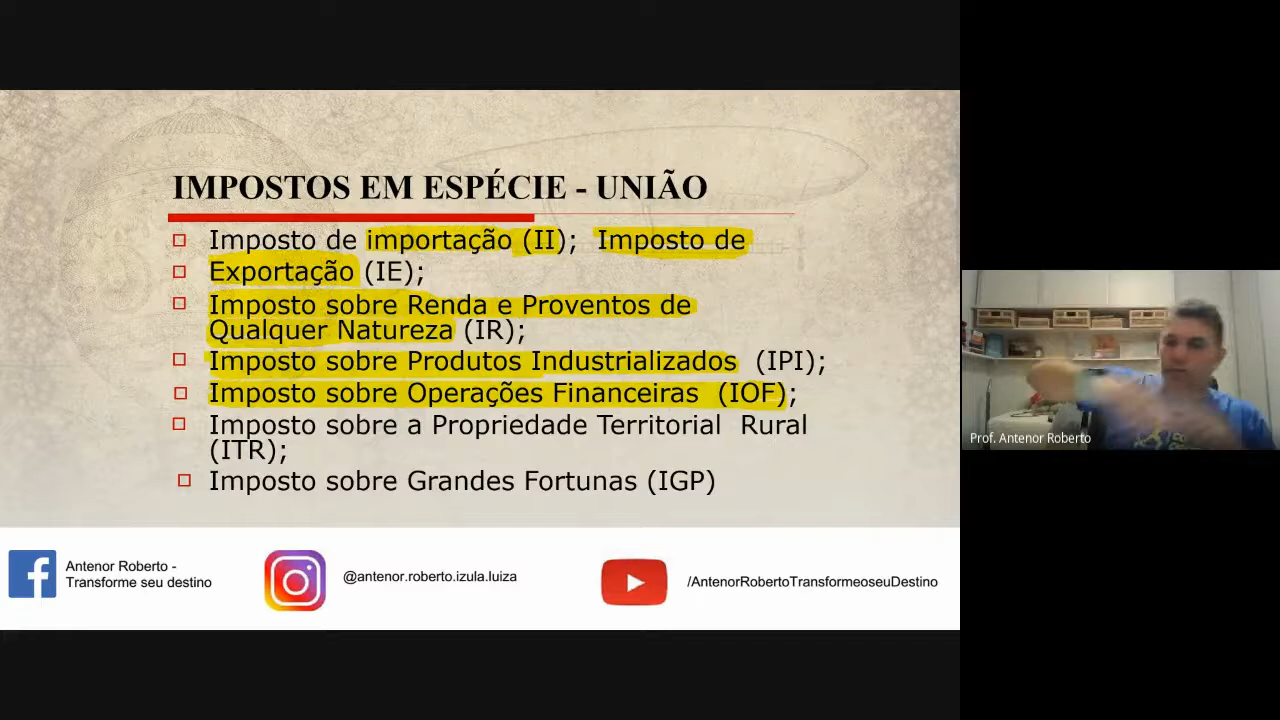 IMPOSTOS EM ESPÉCIE - UNIÃO
Imposto de importação (II); Imposto de
Exportação (IE);
Imposto sobre Renda e Proventos de
Qualquer Natureza (IR);
Imposto sobre Produtos Industrializados (IPI);
Imposto sobre Operações Financeiras (IOF);
Imposto sobre a Propriedade Territorial Rural
(ITR);
Imposto sobre Grandes Fortunas (IGP)
Antenor Roberto -
Transforme seu destino
@antenor.roberto.izula.luiza
/AntenorRobertoTransformeoseuDestino
Prof. Antenor Roberto